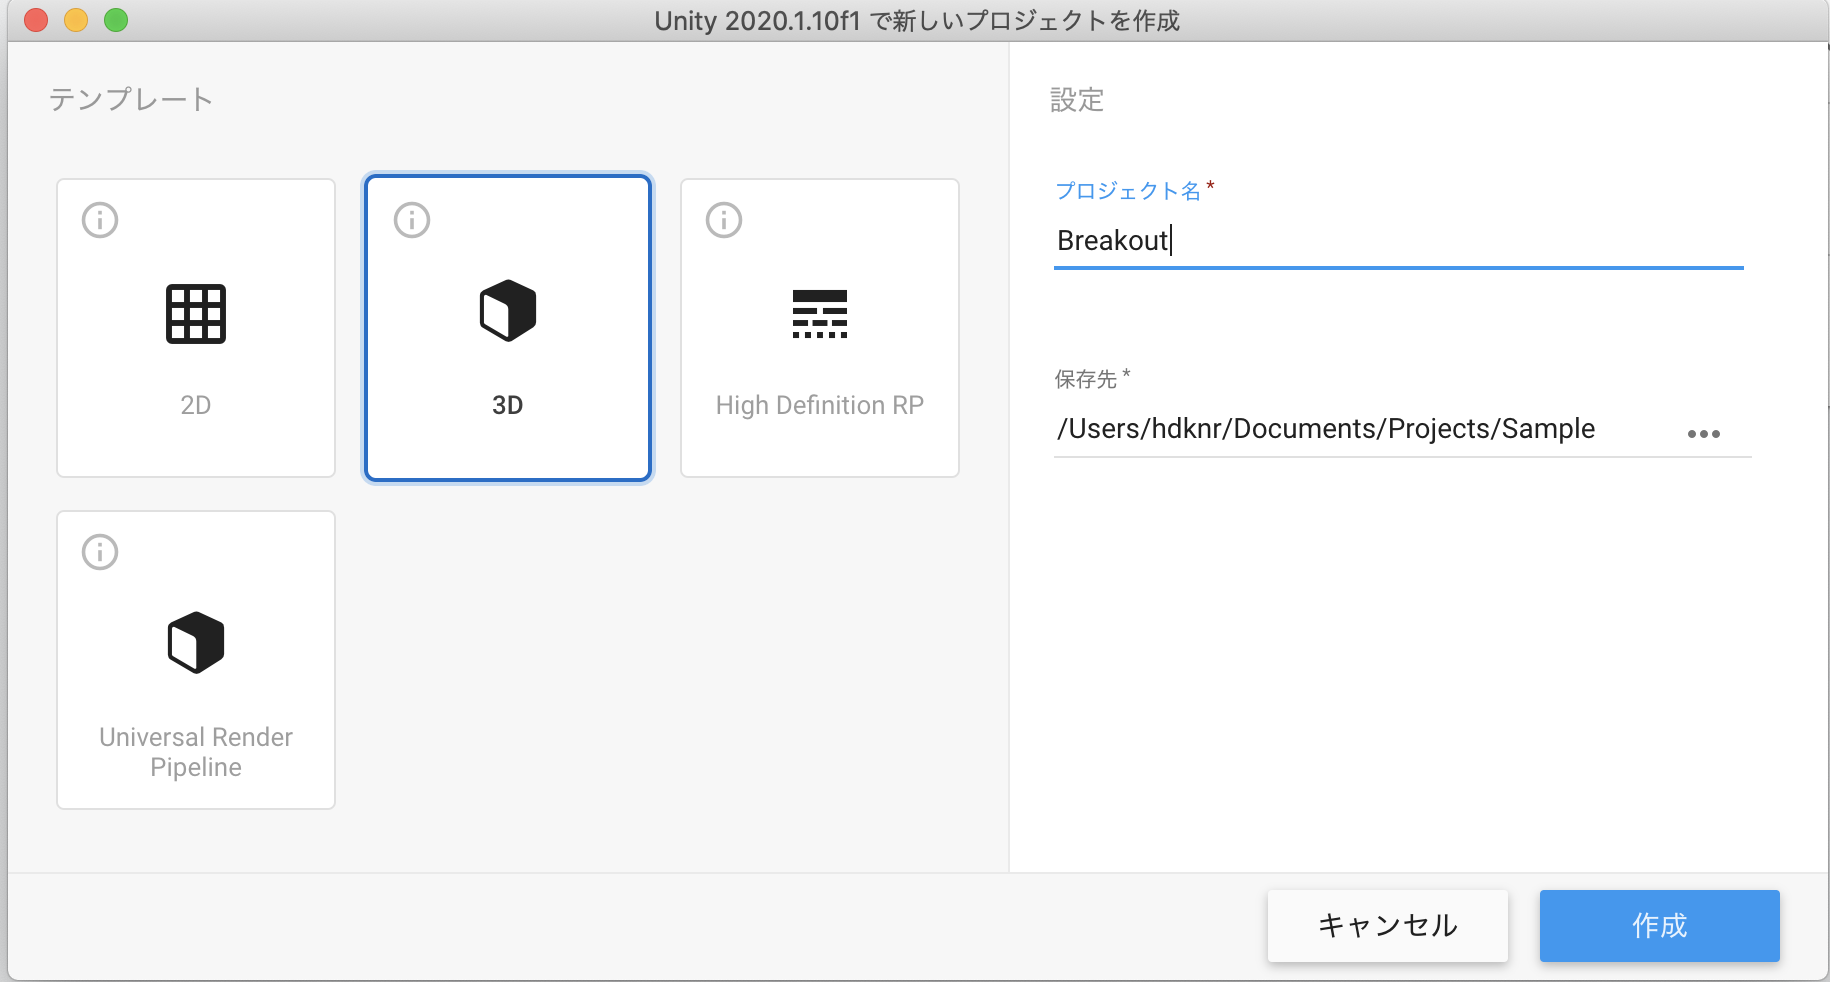 Unity 2020.1.10f1 で新しいプロジェクトを作成
テンプレート
2D
3D
High Definition RP
Universal Render
Pipeline
設定
プロジェクト名 *
Breakout
保存先 *
/Users/hdknr/Documents/Projects/Sample
キャンセル
作成